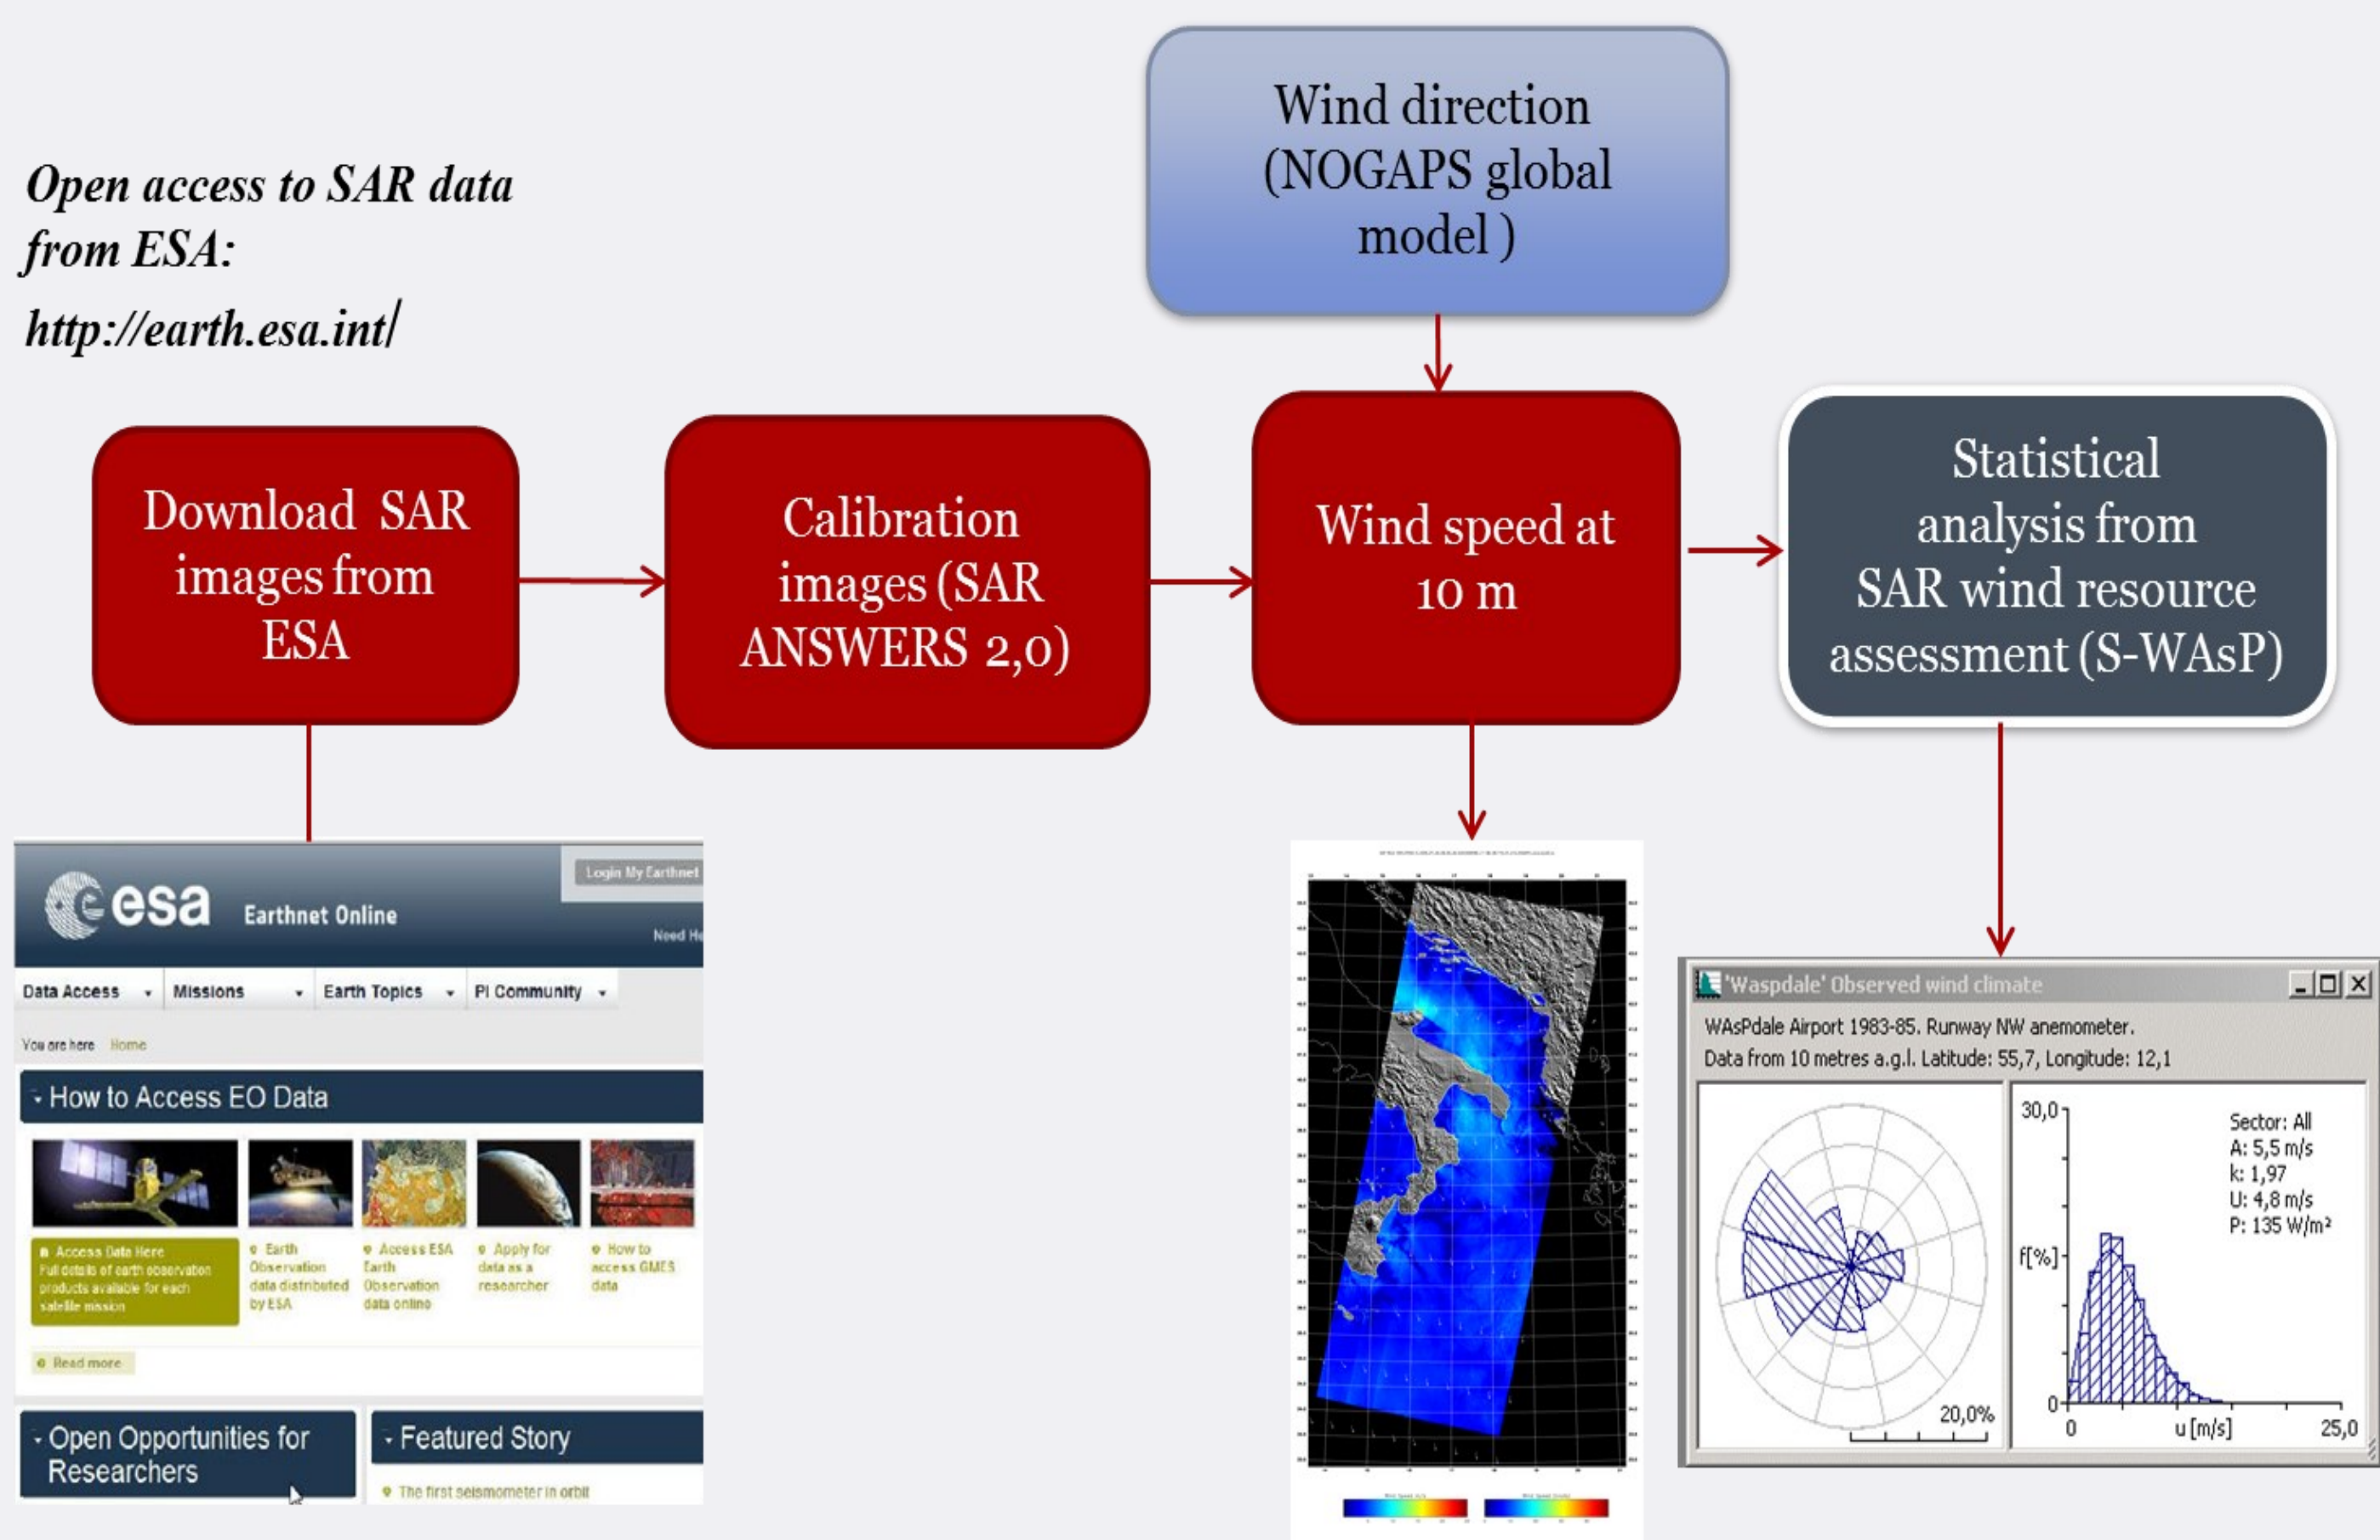 Open access to SAR data
from ESA:
http://earth.esa.int/
Wind direction
(NOGAPS global
model )
Download SAR
images from
ESA
Calibration
images (SAR
ANSWERS 2,0)
Wind speed at
10 m
Statistical
analysis from
SAR wind resource
assessment (S-WAsP)
esa
Earthnet Online
Login My Earthnet
Need He
Data Access
Missions
Earth Topics
PI Community
You are here Home
How to Access EO Data
Access Data Here
Full details of earth observation
products available for each
satellite mission
Earth
Observation
data distributed
by ESA
Access ESA
Earth
Observation
data online
Apply for
data as a
researcher
How to
access GMES
data
Read more
Open Opportunities for
Researchers
Featured Story
The first seismometer in orbit
'Waspdale' Observed wind climate
WAsPdale Airport 1983-85. Runway NW anemometer.
Data from 10 metres a.g.l. Latitude: 55,7, Longitude: 12,1
20,0%
30,0
f[%]
0
0
u [m/s]
25,0
Sector: All
A: 5,5 m/s
k: 1,97
U: 4,8 m/s
P: 135 W/m²